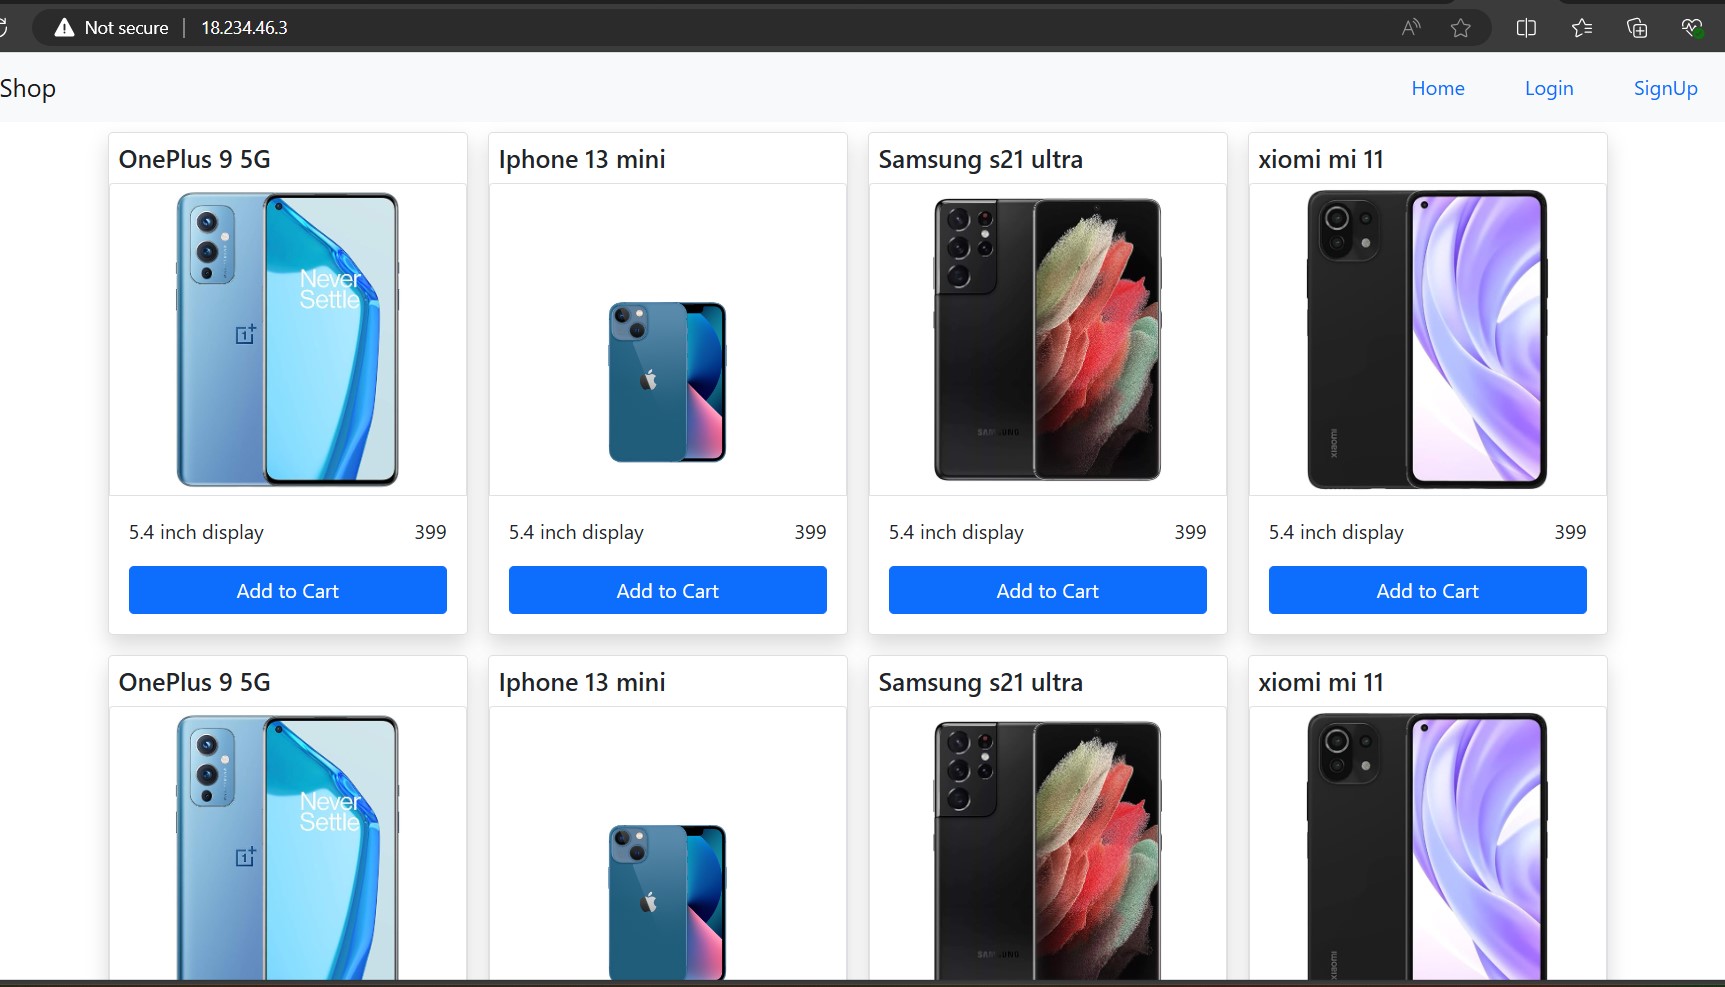 Not secure 18.234.46.3
Shop Home Login SignUp
OnePlus 9 5G Iphone 13 mini Samsung s21 ultra xiomi mi 11
Never
Settle
SAMSUNG
XIAOMI
5.4 inch display 399 5.4 inch display 399 5.4 inch display 399 5.4 inch display 399
Add to Cart Add to Cart Add to Cart Add to Cart
OnePlus 9 5G Iphone 13 mini Samsung s21 ultra xiomi mi 11
Never
Settle
SAMSUNG